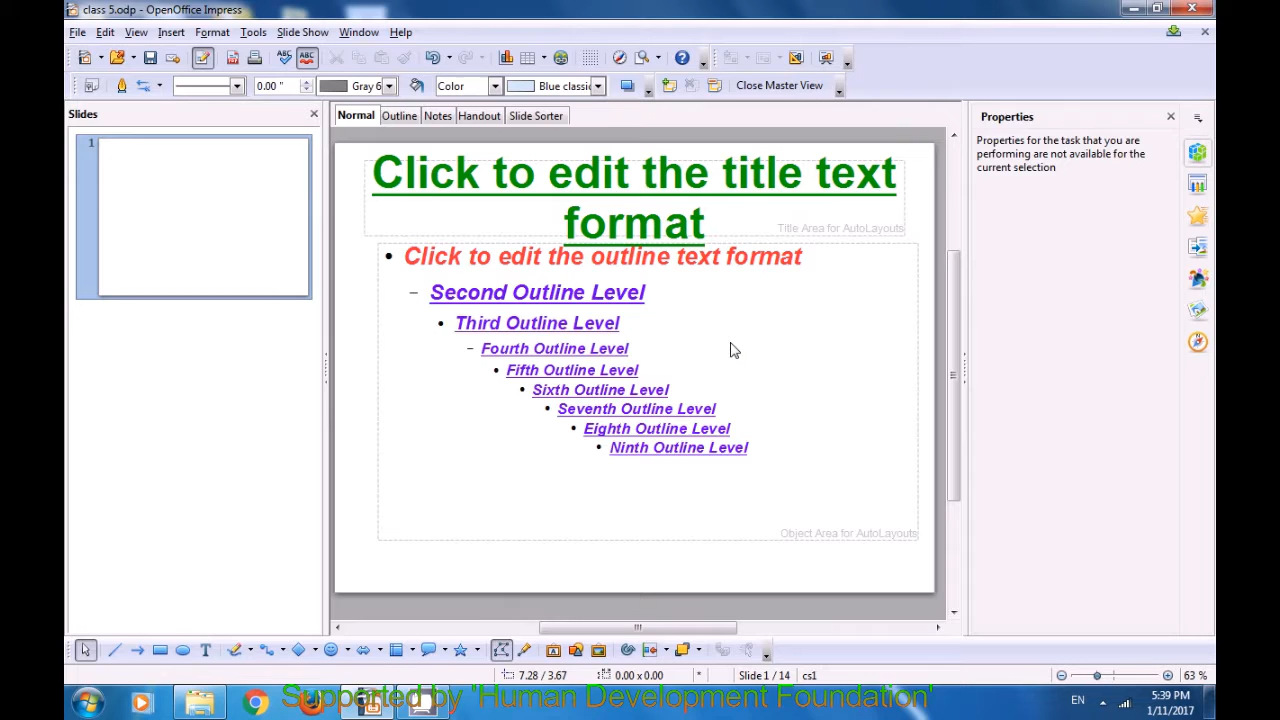 class 5.odp - OpenOffice Impress
File Edit View Insert Format Tools Slide Show Window Help
0.00 " Gray 6 Color Blue classic Close Master View
Slides
Normal Outline Notes Handout Slide Sorter
Properties
Properties for the task that you are
performing are not available for the
current selection
1
Click to edit the title text
format
Title Area for AutoLayouts
Click to edit the outline text format
Second Outline Level
Third Outline Level
Fourth Outline Level
Fifth Outline Level
Sixth Outline Level
Seventh Outline Level
Eighth Outline Level
Ninth Outline Level
Object Area for AutoLayouts
7.28 / 3.67 0.00 x 0.00 * Slide 1 / 14 cs1 63 %
Supported by 'Human Development Foundation'
EN 5:39 PM
1/11/2017